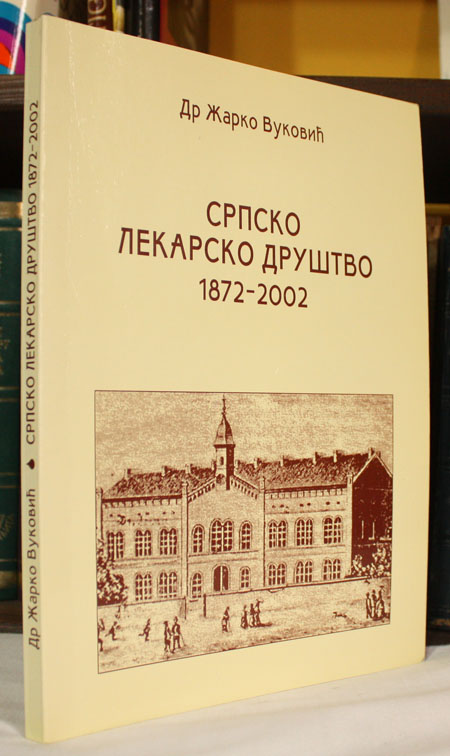 Др Жарко Вуковић
СРПСКО
ЛЕКАРСКО ДРУШТВО
1872-2002
Др Жарко Вуковић СРПСКО ЛЕКАРСКО ДРУШТВО 1872-2002